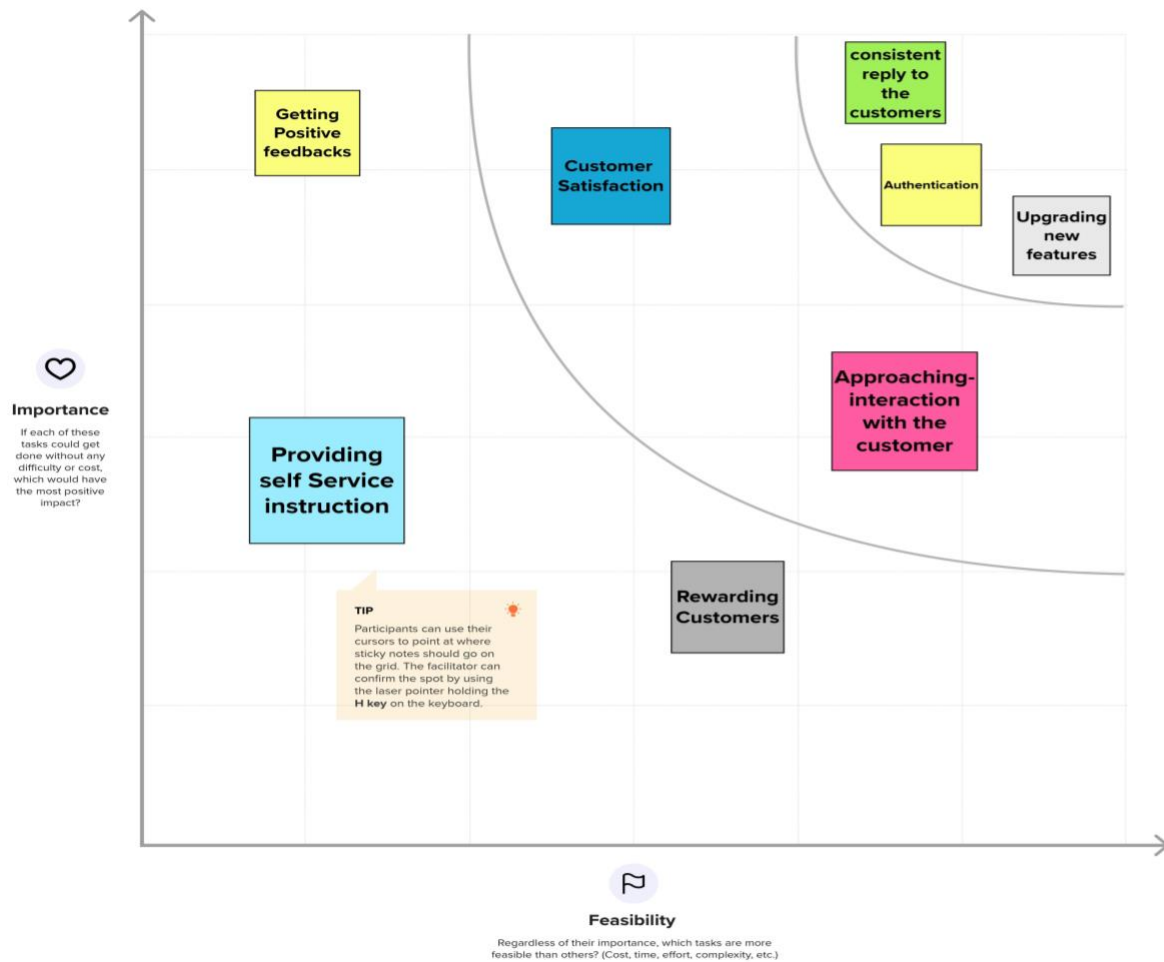 consistent
reply to
the
customers
Getting
Positive
feedbacks
Customer
Satisfaction
Authentication
Upgrading
new
features
Importance
If each of these
tasks could get
done without any
difficulty or cost,
which would have
the most positive
impact?
Approaching-
interaction
with the
customer
Providing
self Service
instruction
Rewarding
Customers
TIP
Participants can use their
cursors to point at where
sticky notes should go on
the grid. The facilitator can
confirm the spot by using
the laser pointer holding the
H key on the keyboard.
Feasibility
Regardless of their importance, which tasks are more
feasible than others? (Cost, time, effort, complexity, etc.)